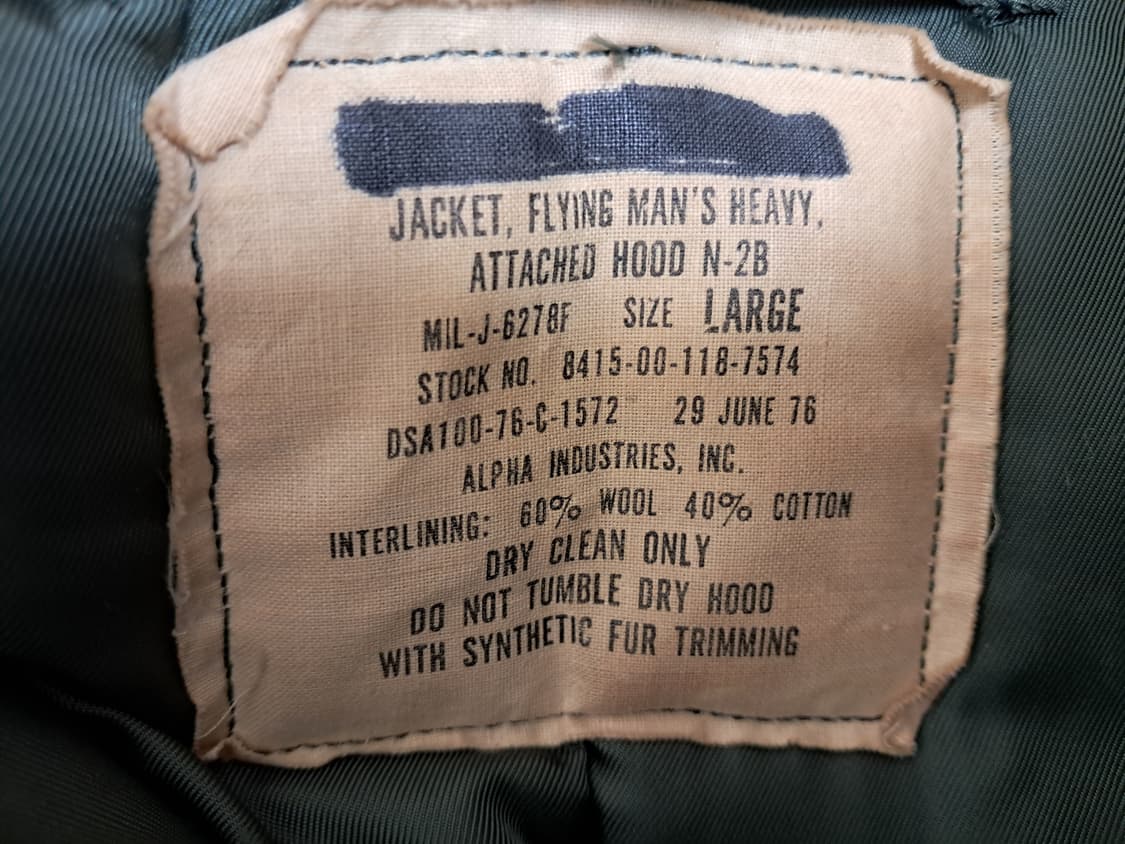 JACKET, FLYING MAN'S HEAVY,
ATTACHED HOOD N-2B
MIL-J-6278F SIZE LARGE
STOCK NO. 8415-00-118-7574
DSA100-76-C-1572 29 JUNE 76
ALPHA INDUSTRIES, INC.
INTERLINING: 60% WOOL 40% COTTON
DRY CLEAN ONLY
DO NOT TUMBLE DRY HOOD
WITH SYNTHETIC FUR TRIMMING